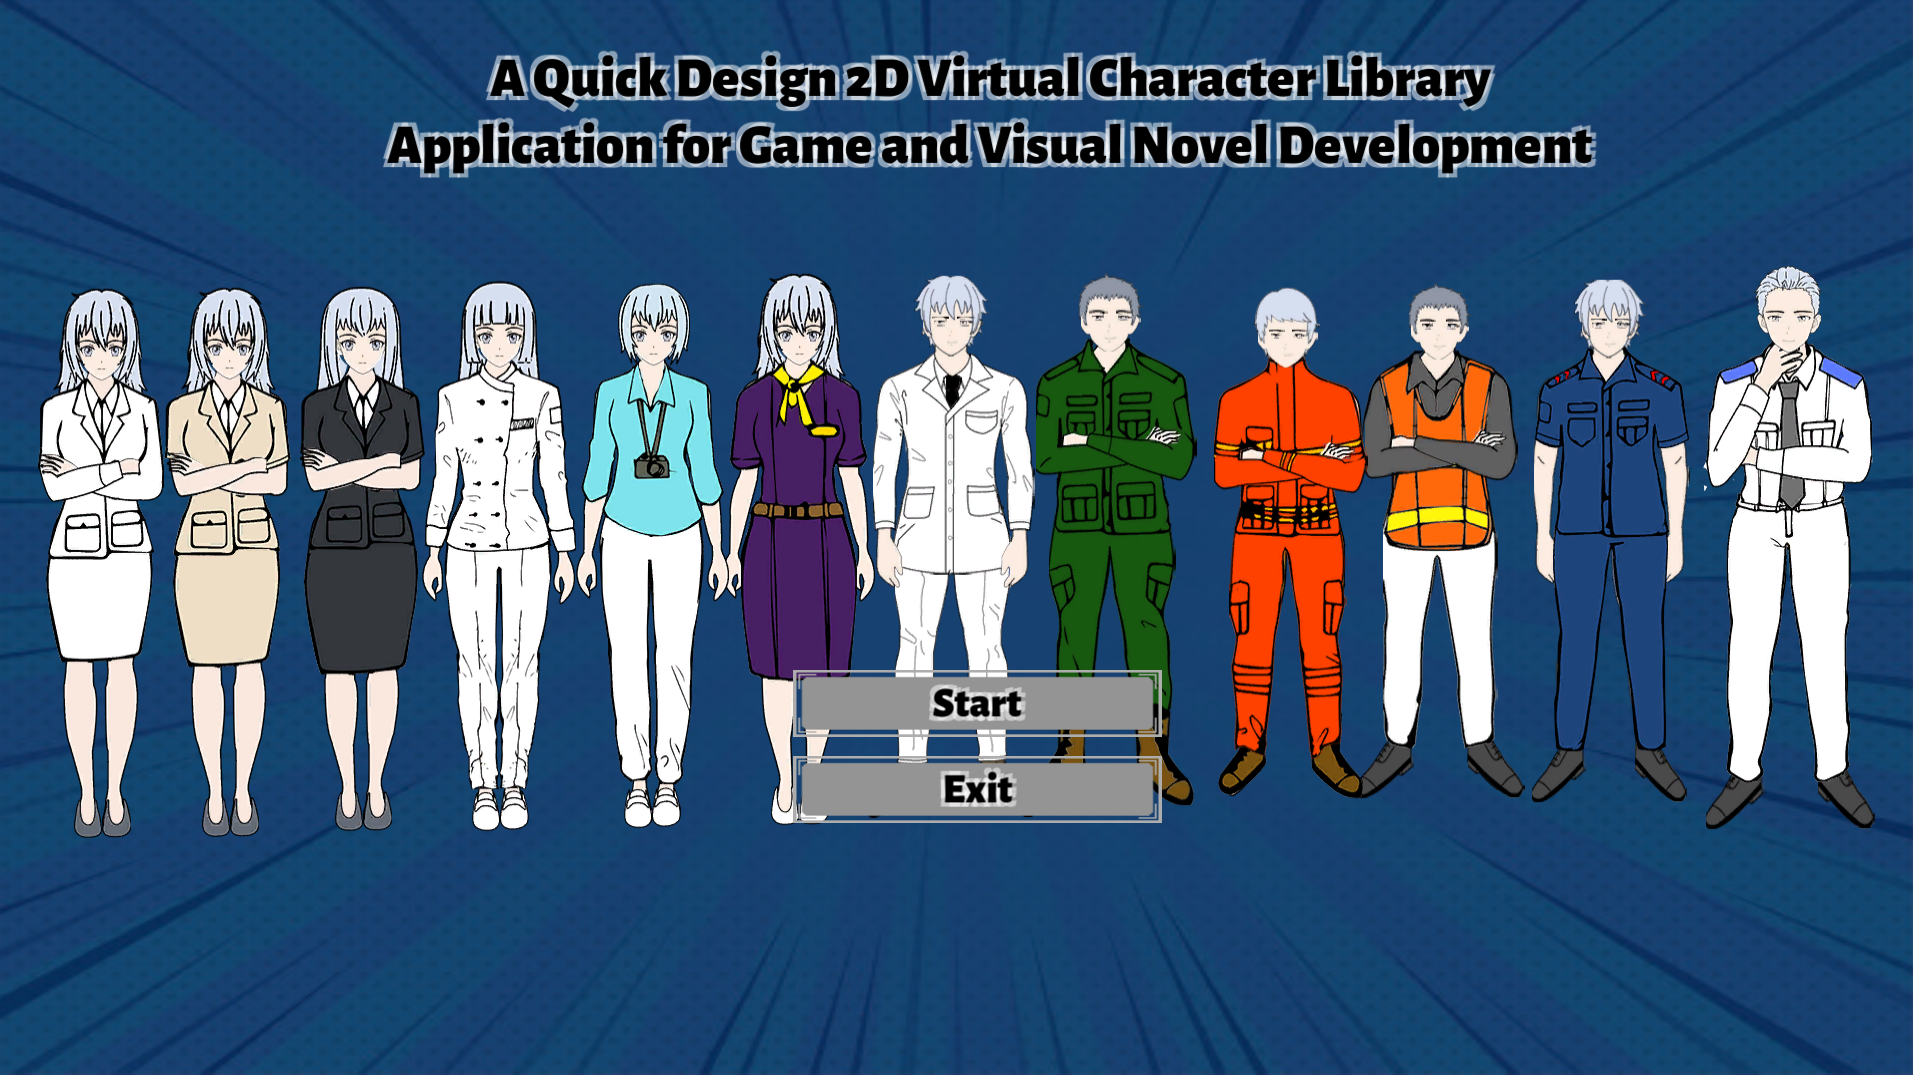 A Quick Design 2D Virtual Character Library
Application for Game and Visual Novel Development
Start
Exit